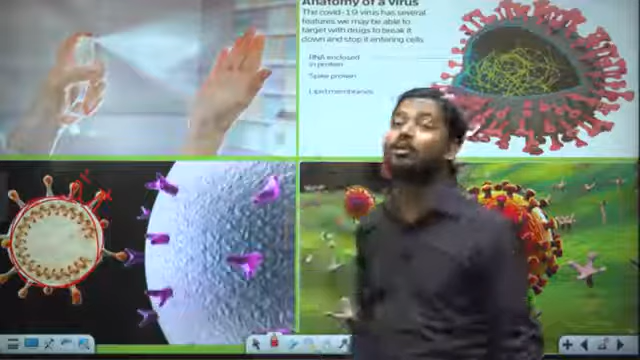 Anatomy of a virus
The covid-19 virus has several
features we may be able to
target with drugs to break it
down and stop it entering cells
RNA enclosed
in protein
Spike protein
Lipid membranes